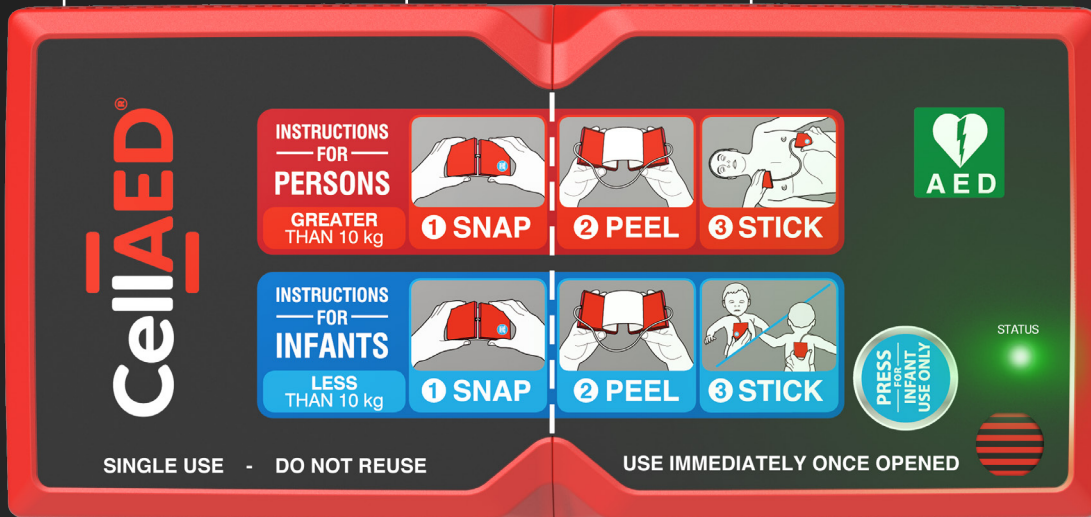 CellAED®
INSTRUCTIONS
FOR
PERSONS
GREATER
THAN 10 kg
1 SNAP
2 PEEL
3 STICK
INSTRUCTIONS
FOR
INFANTS
LESS
THAN 10 kg
1 SNAP
2 PEEL
3 STICK
AED
STATUS
PRESS
FOR
INFANT
USE ONLY
SINGLE USE - DO NOT REUSE
USE IMMEDIATELY ONCE OPENED